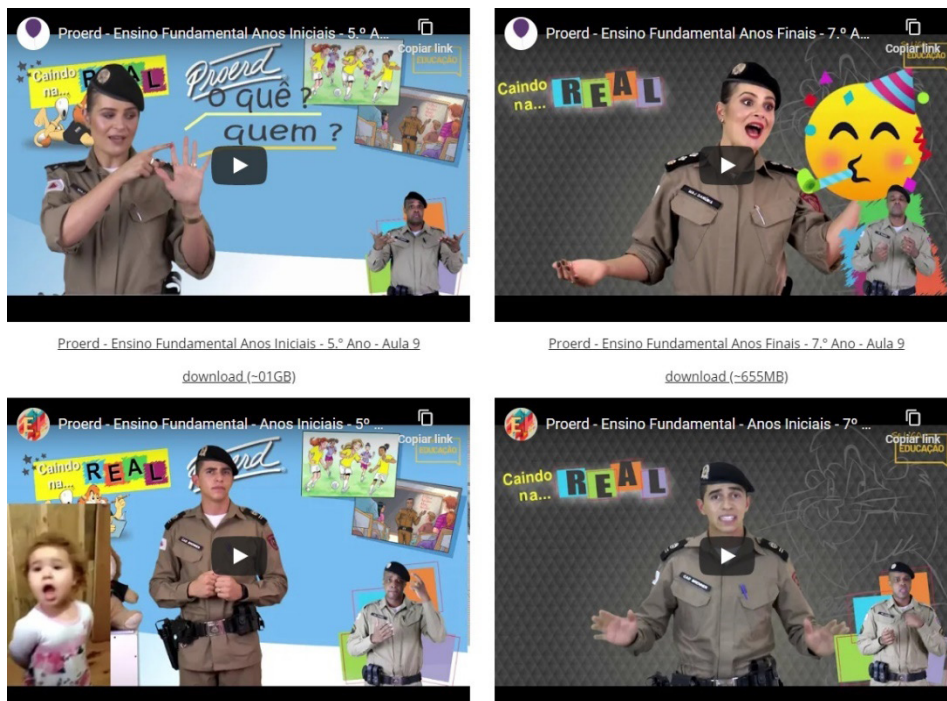 Proerd - Ensino Fundamental Anos Iniciais - 5.º A...
Copiar link
EDUCAÇÃO
Caindo
na...
REAL
Proerd
o quê?
quem ?
Proerd - Ensino Fundamental Anos Finais - 7.º A...
Copiar link
EDUCAÇÃO
Caindo
na...
REAL
Proerd - Ensino Fundamental Anos Iniciais - 5.º Ano - Aula 9
download (~01GB)
Proerd - Ensino Fundamental Anos Finais - 7.º Ano - Aula 9
download (~655MB)
Proerd - Ensino Fundamental - Anos Iniciais - 5º ...
Copiar link
EDUCAÇÃO
Caindo
na...
REAL
Proerd - Ensino Fundamental - Anos Iniciais - 7º ...
Copiar link
EDUCAÇÃO
Caindo
na...
REAL